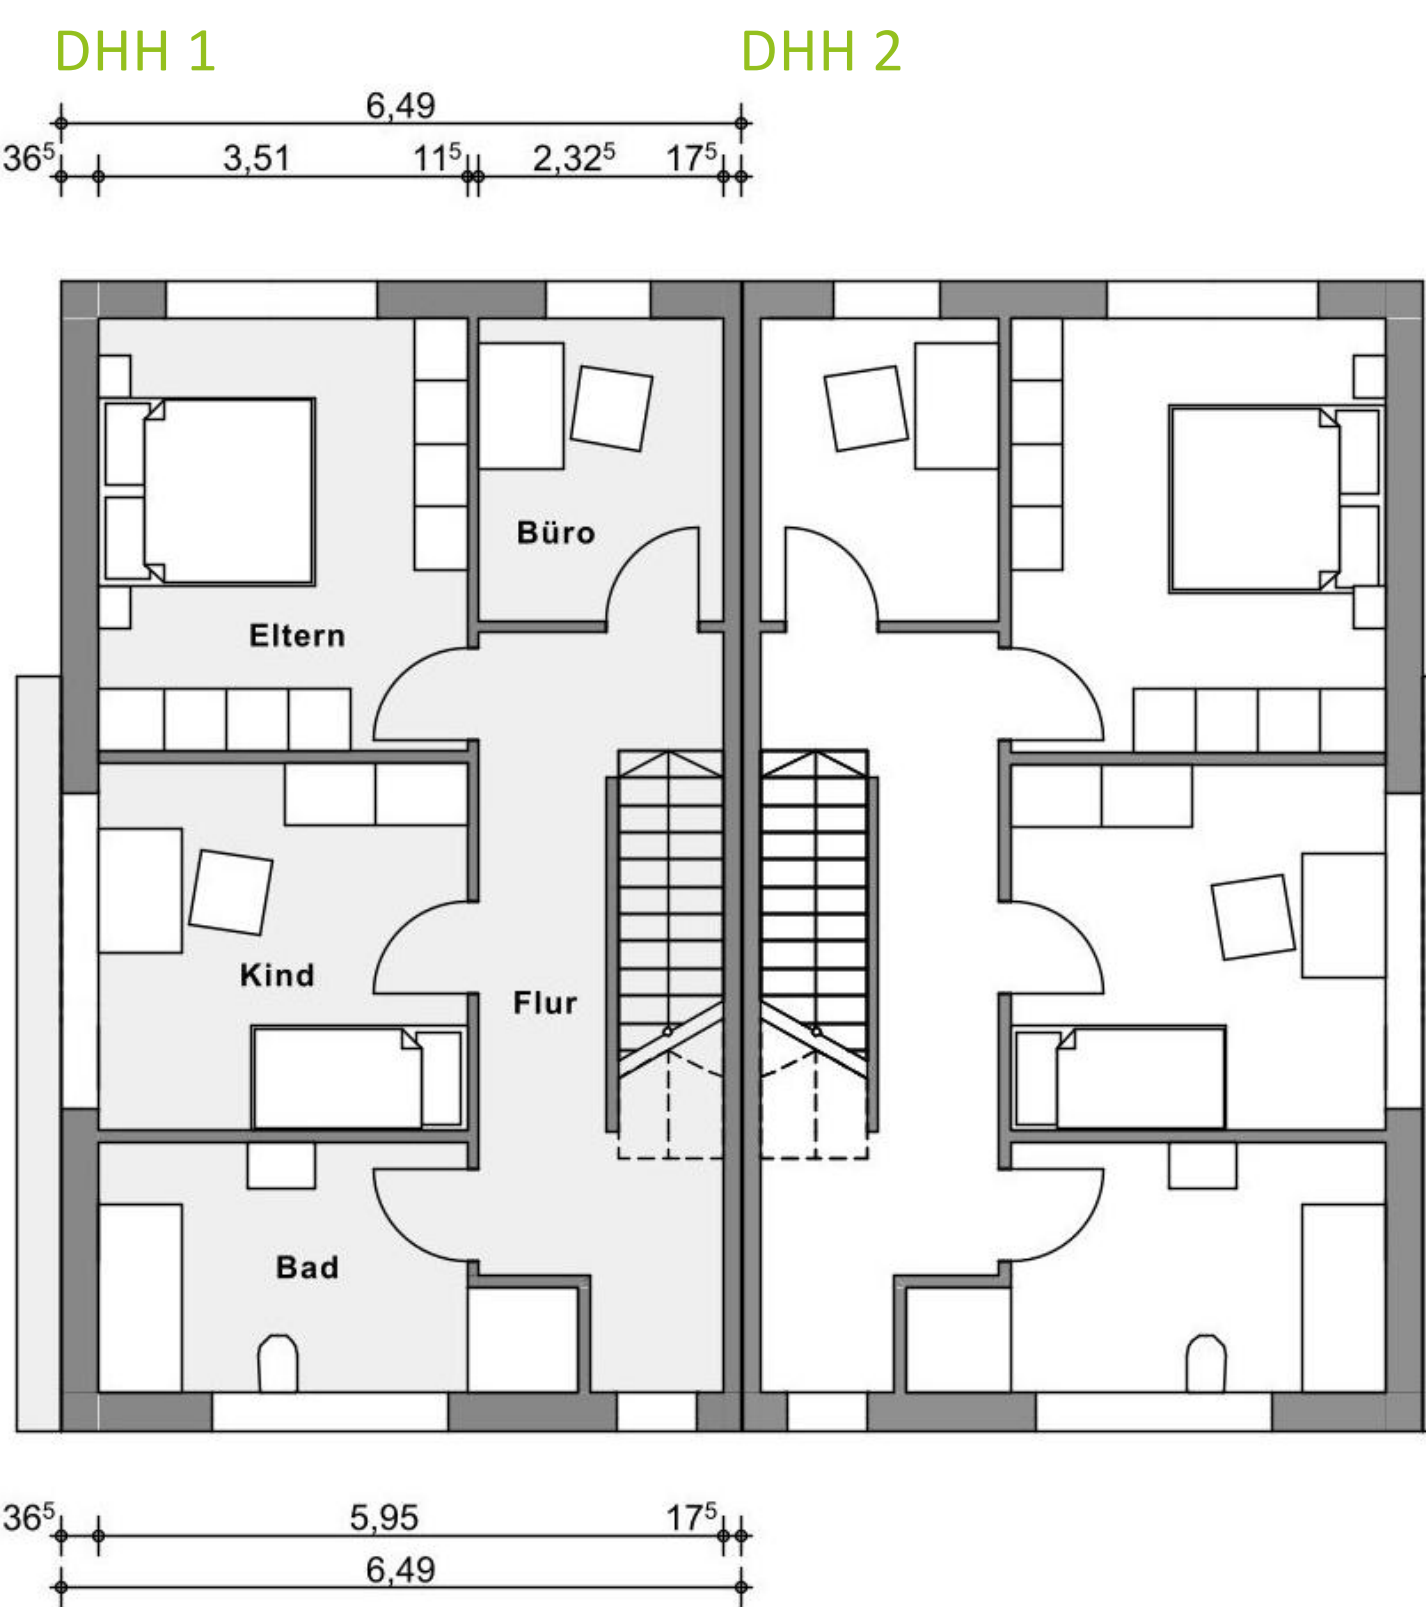 DHH 1 DHH 2
6,49
36⁵ 3,51 11⁵ 2,32⁵ 17⁵
Büro
Eltern
Kind
Flur
Bad
36⁵ 5,95 17⁵
6,49